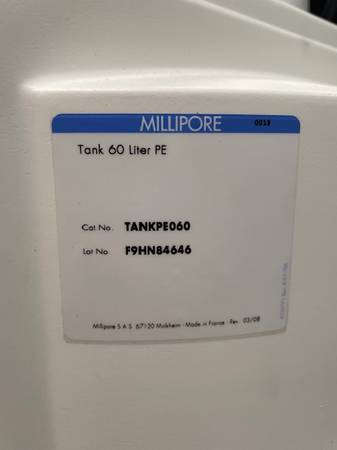 MILLIPORE 0019
Tank 60 Liter PE
Cat No. TANKPE060
Lot No F9HN84646
Millipore S A S 67120 Molsheim - Made in France - Rev. 03/08